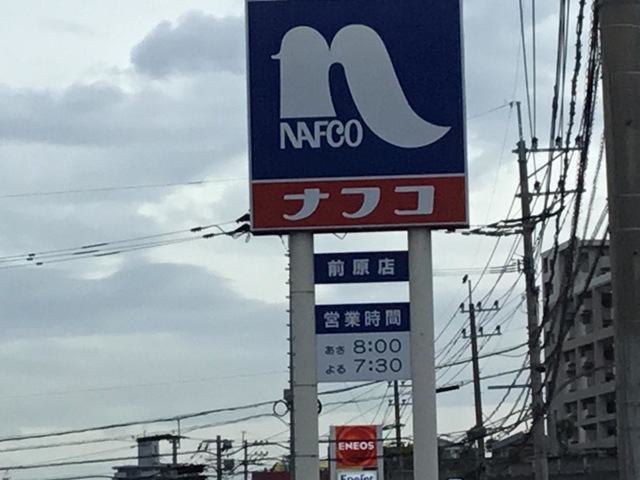 NAFCO
ナフコ
前原店
営業時間
あさ 8:00
よる 7:30
ENEOS
Enefet